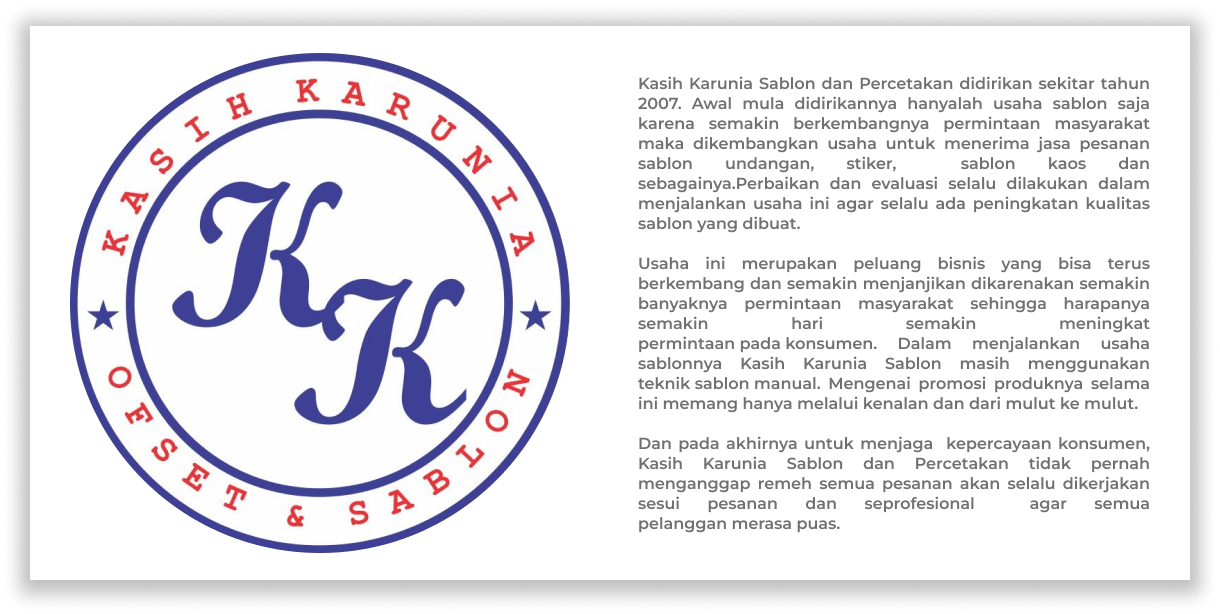 KASIH KARUNIA
KK
OFSET & SABLON
Kasih Karunia Sablon dan Percetakan didirikan sekitar tahun
2007. Awal mula didirikannya hanyalah usaha sablon saja
karena semakin berkembangnya permintaan masyarakat
maka dikembangkan usaha untuk menerima jasa pesanan
sablon undangan, stiker, sablon kaos dan
sebagainya.Perbaikan dan evaluasi selalu dilakukan dalam
menjalankan usaha ini agar selalu ada peningkatan kualitas
sablon yang dibuat.
Usaha ini merupakan peluang bisnis yang bisa terus
berkembang dan semakin menjanjikan dikarenakan semakin
banyaknya permintaan masyarakat sehingga harapanya
semakin hari semakin meningkat
permintaan pada konsumen. Dalam menjalankan usaha
sablonnya Kasih Karunia Sablon masih menggunakan
teknik sablon manual. Mengenai promosi produknya selama
ini memang hanya melalui kenalan dan dari mulut ke mulut.
Dan pada akhirnya untuk menjaga kepercayaan konsumen,
Kasih Karunia Sablon dan Percetakan tidak pernah
menganggap remeh semua pesanan akan selalu dikerjakan
sesui pesanan dan seprofesional agar semua
pelanggan merasa puas.